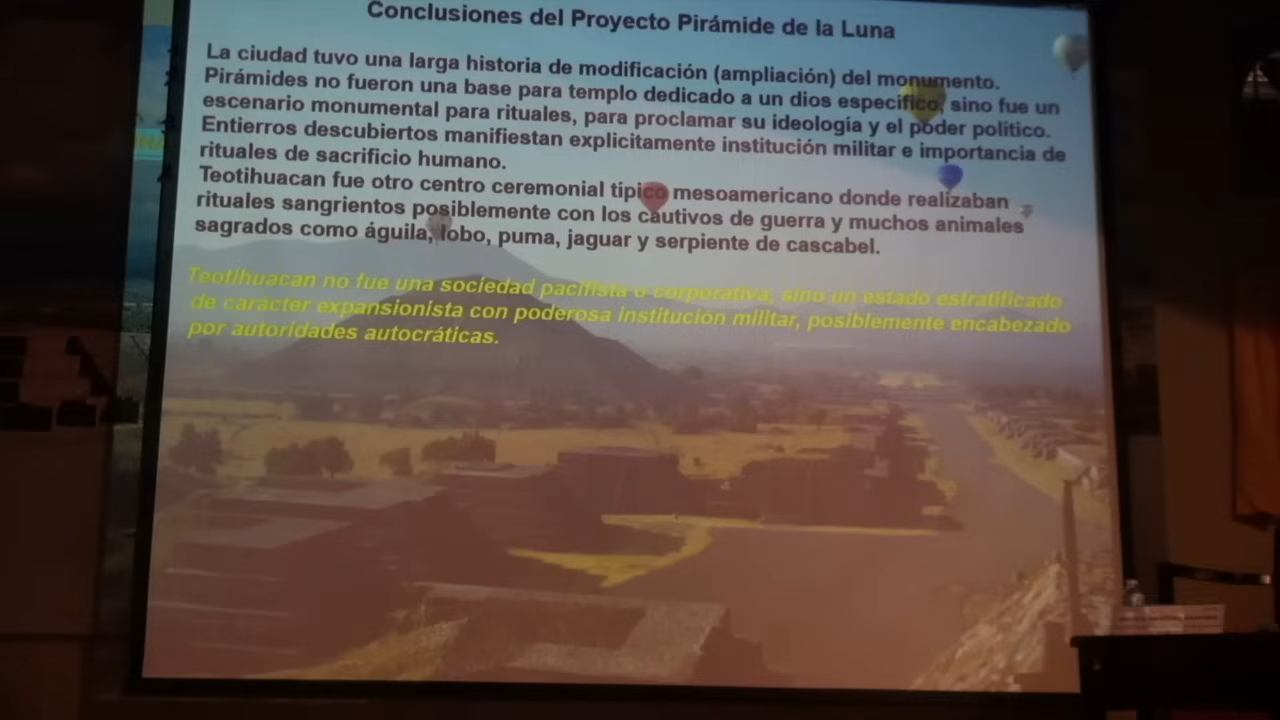 Conclusiones del Proyecto Pirámide de la Luna
La ciudad tuvo una larga historia de modificación (ampliación) del monumento.
Pirámides no fueron una base para templo dedicado a un dios especifico, sino fue un
escenario monumental para rituales, para proclamar su ideología y el poder politico.
Entierros descubiertos manifiestan explicitamente institución militar e importancia de
rituales de sacrificio humano.
Teotihuacan fue otro centro ceremonial típico mesoamericano donde realizaban
rituales sangrientos posiblemente con los cautivos de guerra y muchos animales
sagrados como águila, lobo, puma, jaguar y serpiente de cascabel.
Teotihuacan no fue una sociedad pacifista o corporativa, sino un estado estratificado
de carácter expansionista con poderosa institución militar, posiblemente encabezado
por autoridades autocráticas.